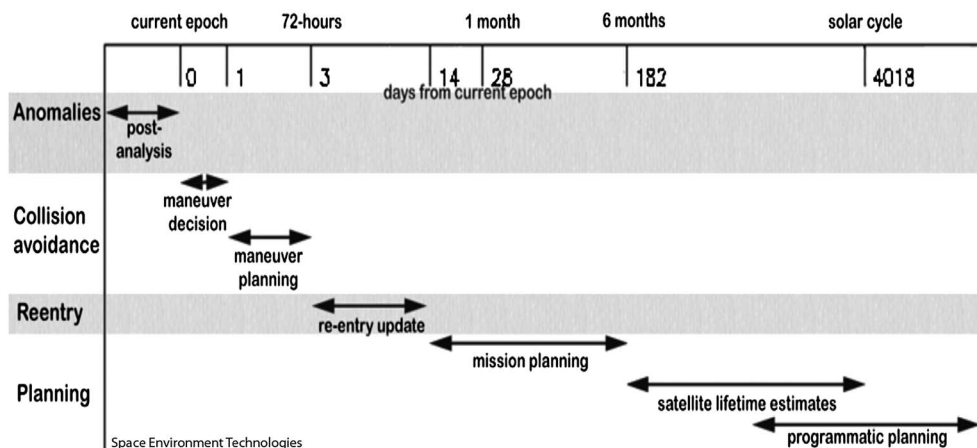 current epoch 72-hours 1 month 6 months solar cycle
0 1 3 14 28 182 4018
days from current epoch
Anomalies
post-
analysis
maneuver
decision
Collision
avoidance
maneuver
planning
Reentry
re-entry update
mission planning
Planning
satellite lifetime estimates
programmatic planning
Space Environment Technologies